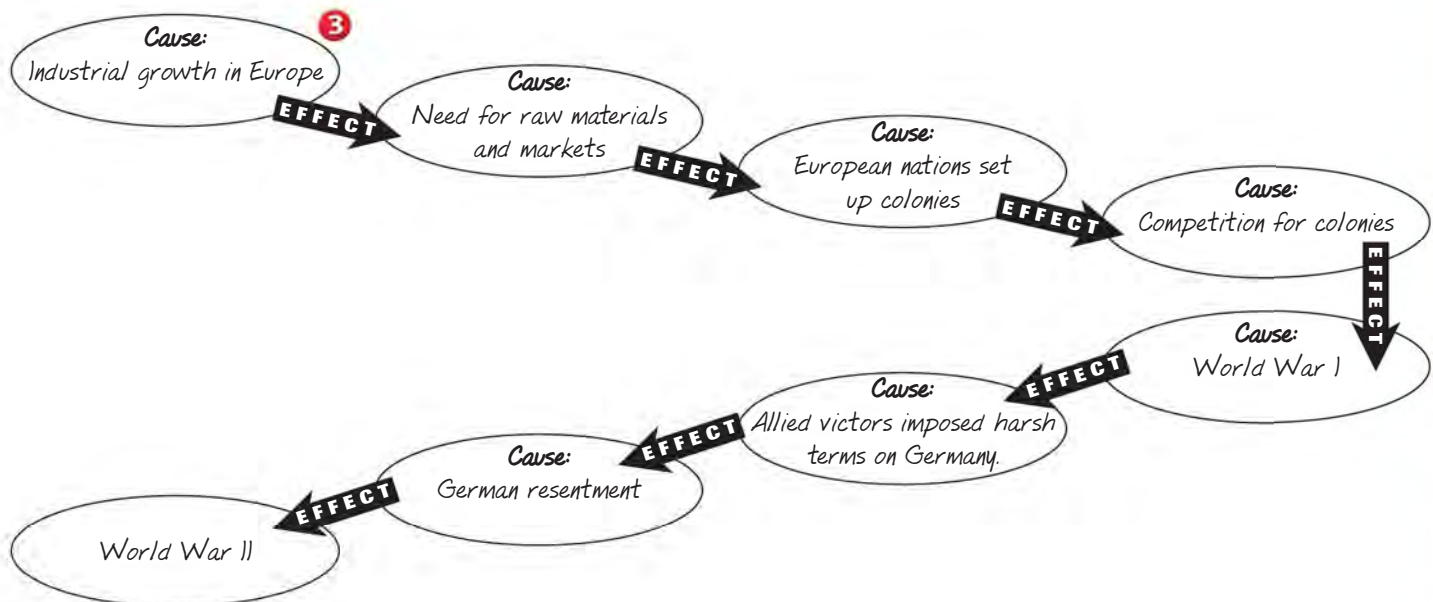 3
Cause:
Industrial growth in Europe
EFFECT
Cause:
Need for raw materials
and markets
EFFECT
Cause:
European nations set
up colonies
EFFECT
Cause:
Competition for colonies
EFFECT
Cause:
World War I
EFFECT
Cause:
Allied victors imposed harsh
terms on Germany.
EFFECT
Cause:
German resentment
EFFECT
World War II